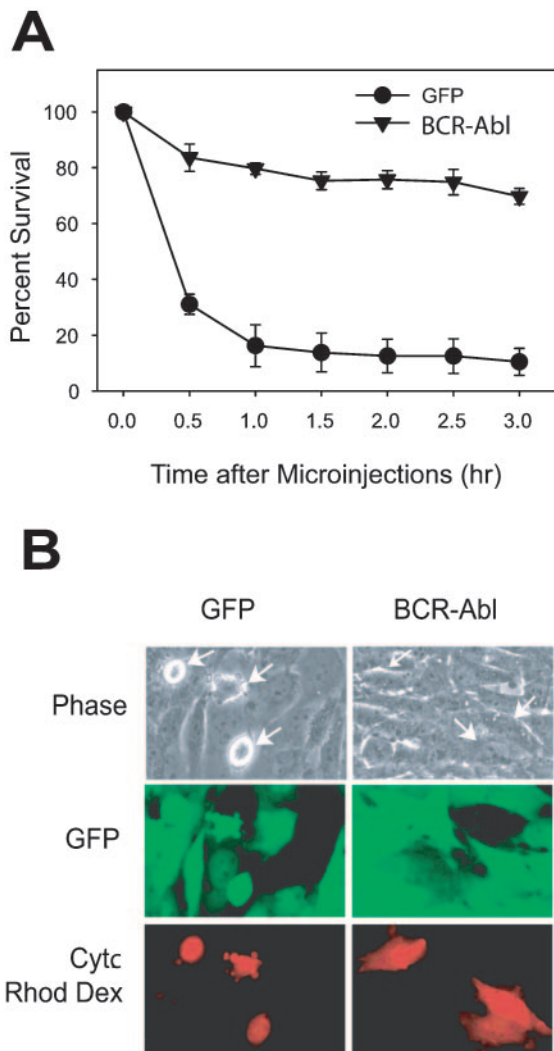 A
GFP
BCR-Abl
100
80
60
40
20
0
Percent Survival
0.0 0.5 1.0 1.5 2.0 2.5 3.0
Time after Microinjections (hr)
B
GFP BCR-Abl
Phase
GFP
Cytc
Rhod Dex